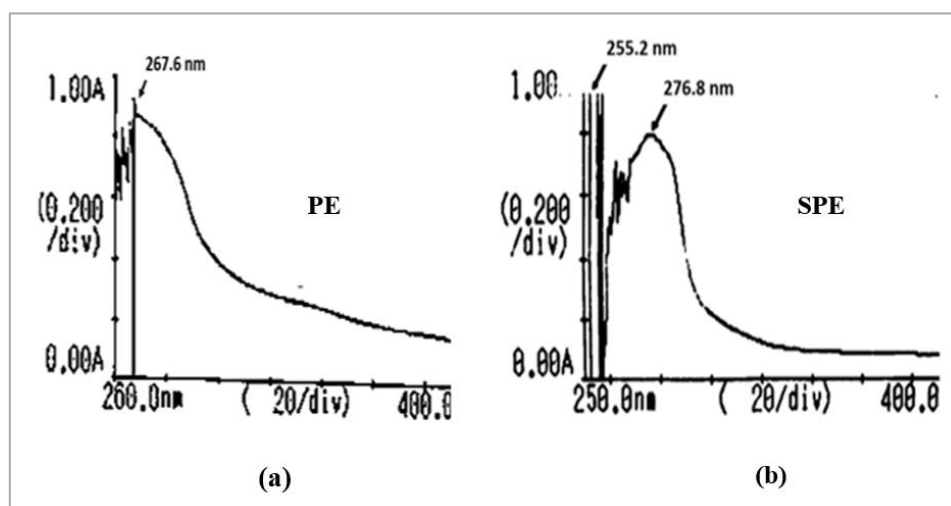 267.6 nm
1.00A
(0.200
/div)
PE
0.00A
260.0nm ( 20/div) 400.0
(a)
255.2 nm
276.8 nm
1.00
(0.200
/div)
SPE
0.00A
250.0nm ( 20/div) 400.0
(b)